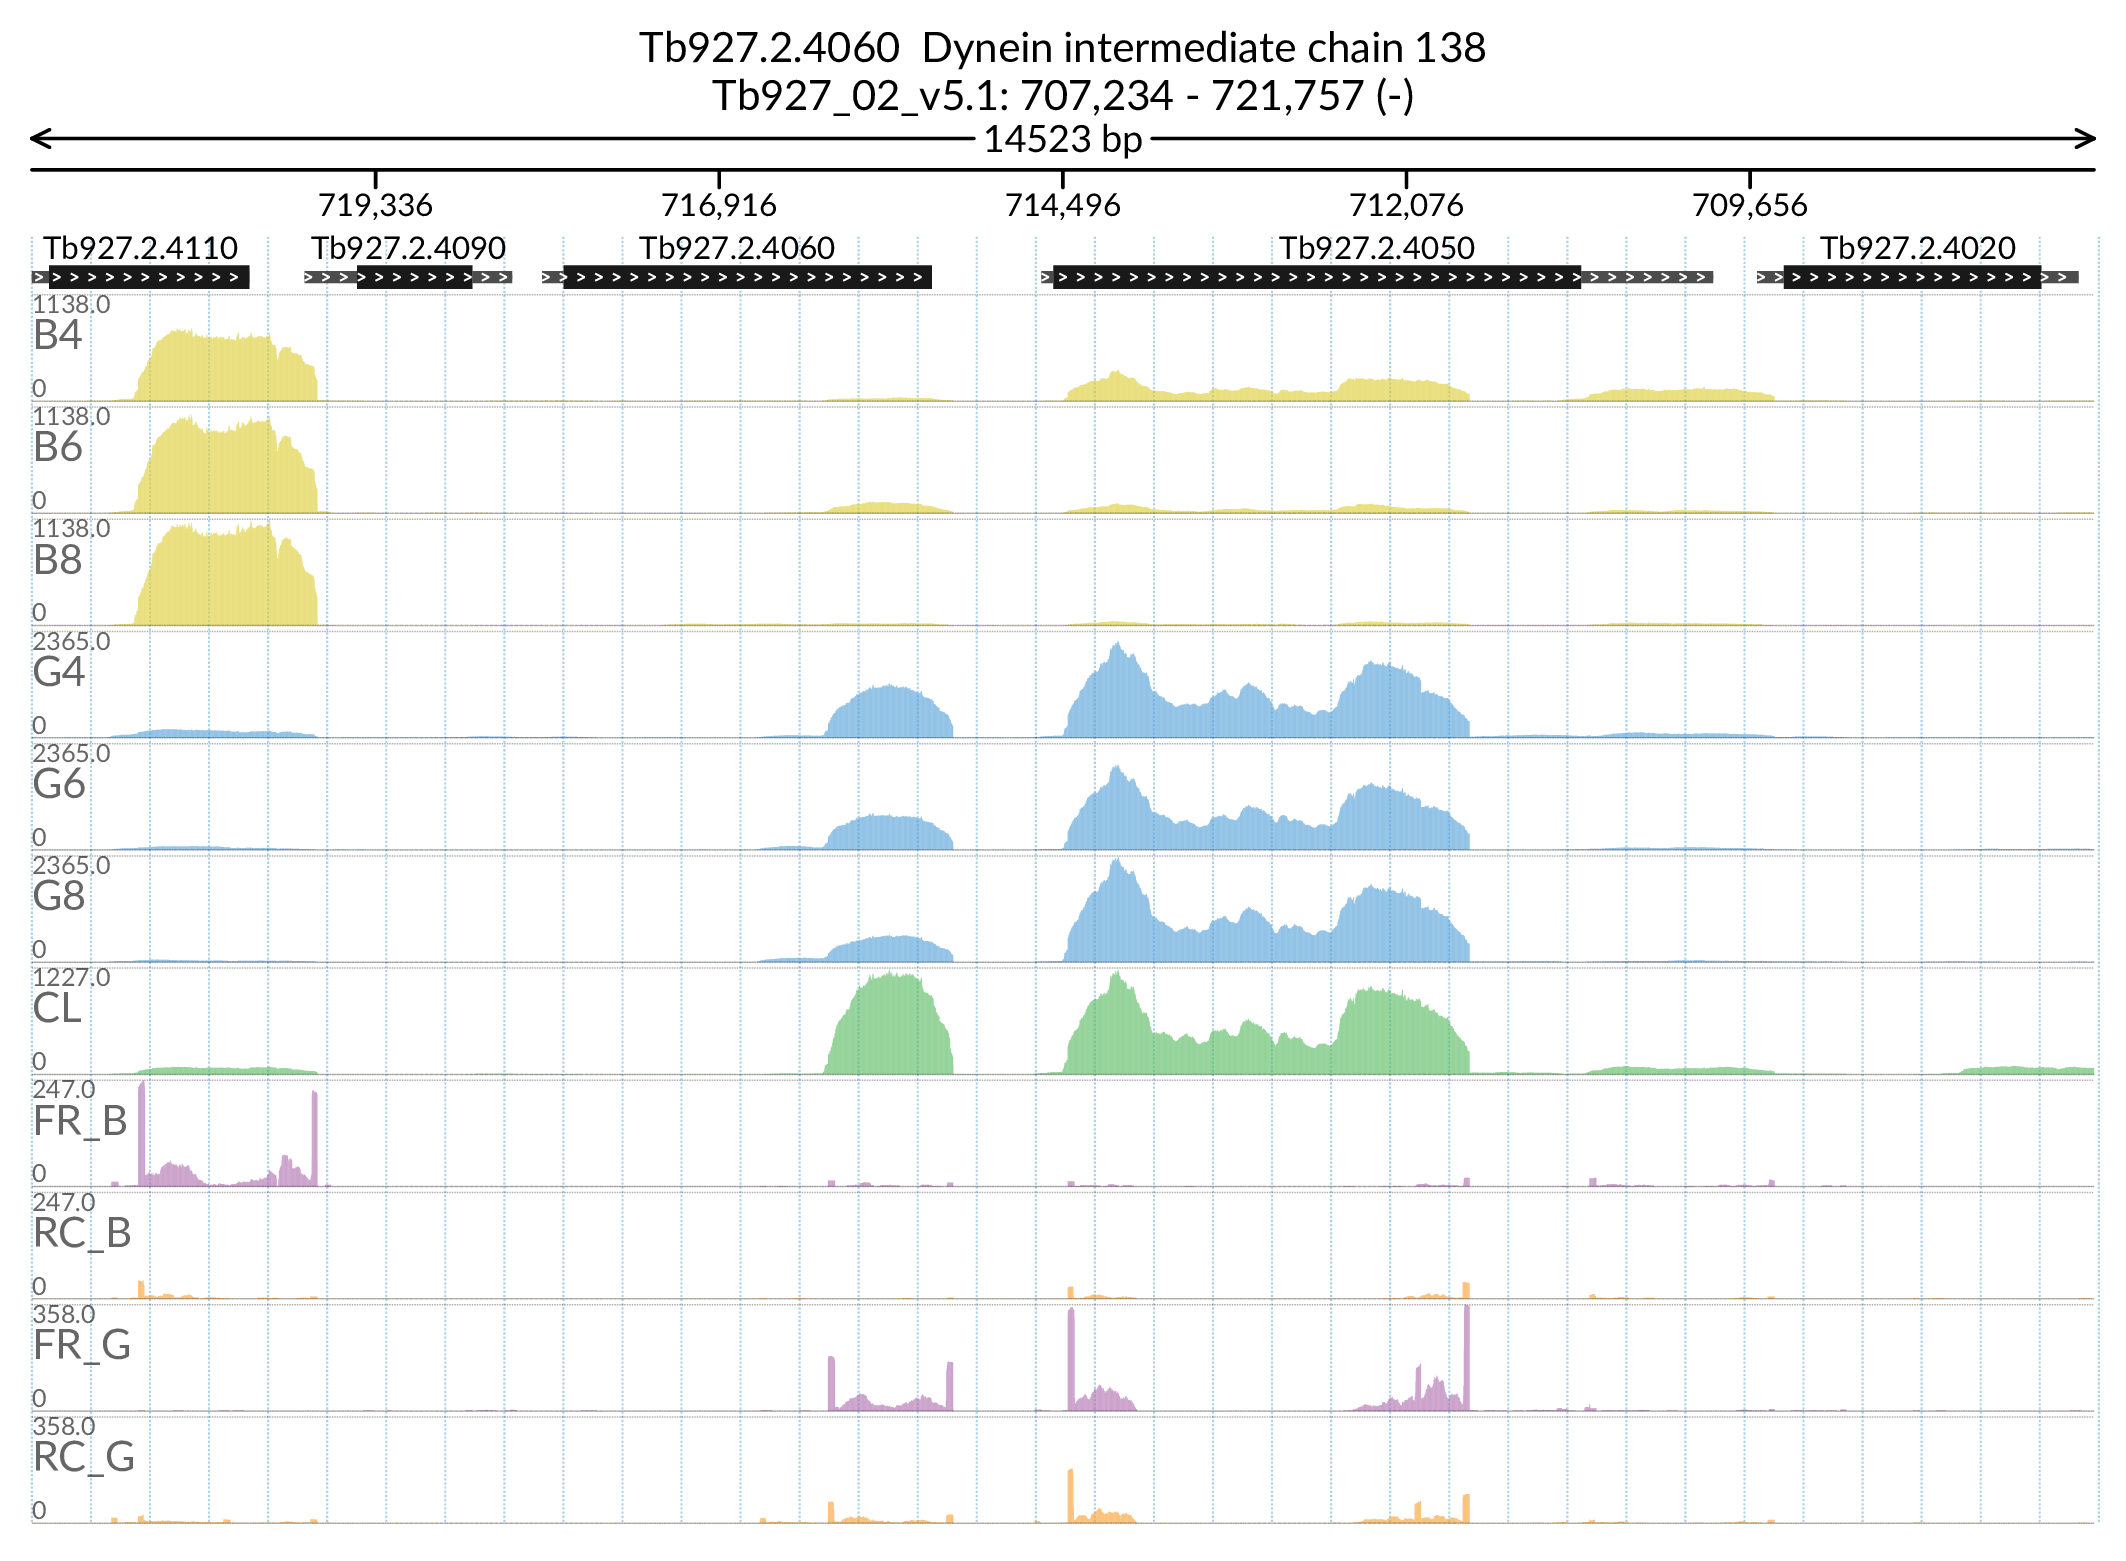 Tb927.2.4060  Dynein intermediate chain 138
Tb927_02_v5.1: 707,234 - 721,757 (-)
14523 bp
719,336 716,916 714,496 712,076 709,656
Tb927.2.4110 Tb927.2.4090 Tb927.2.4060 Tb927.2.4050 Tb927.2.4020
1138.0
B4
0
1138.0
B6
0
1138.0
B8
0
2365.0
G4
0
2365.0
G6
0
2365.0
G8
0
1227.0
CL
0
247.0
FR_B
0
247.0
RC_B
0
358.0
FR_G
0
358.0
RC_G
0